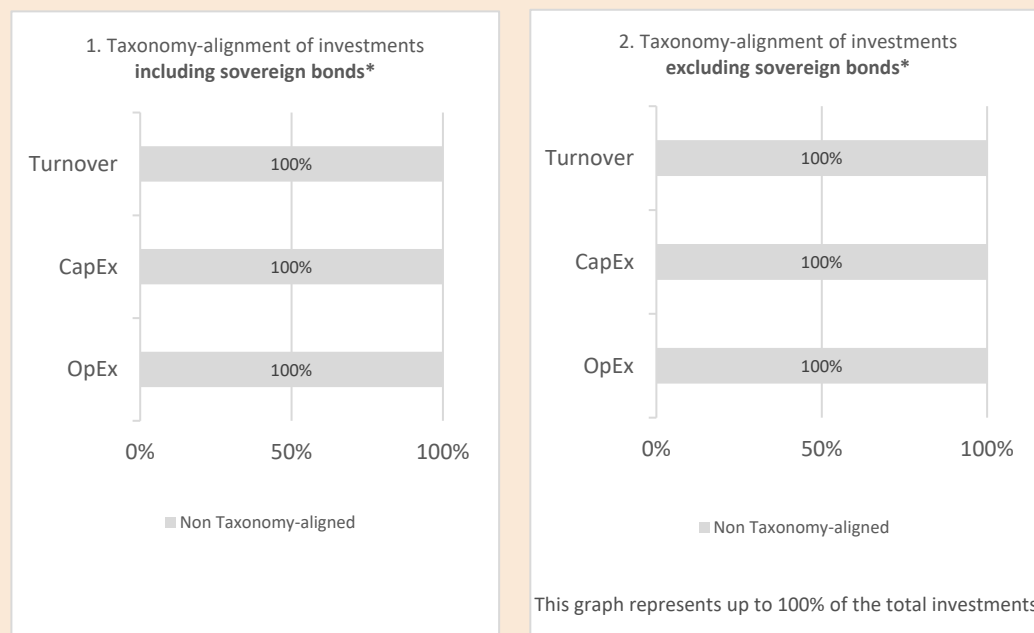 1. Taxonomy-alignment of investments
including sovereign bonds*
Turnover
100%
CapEx
100%
OpEx
100%
0%
50%
100%
Non Taxonomy-aligned
2. Taxonomy-alignment of investments
excluding sovereign bonds*
Turnover
100%
CapEx
100%
OpEx
100%
0%
50%
100%
Non Taxonomy-aligned
This graph represents up to 100% of the total investments